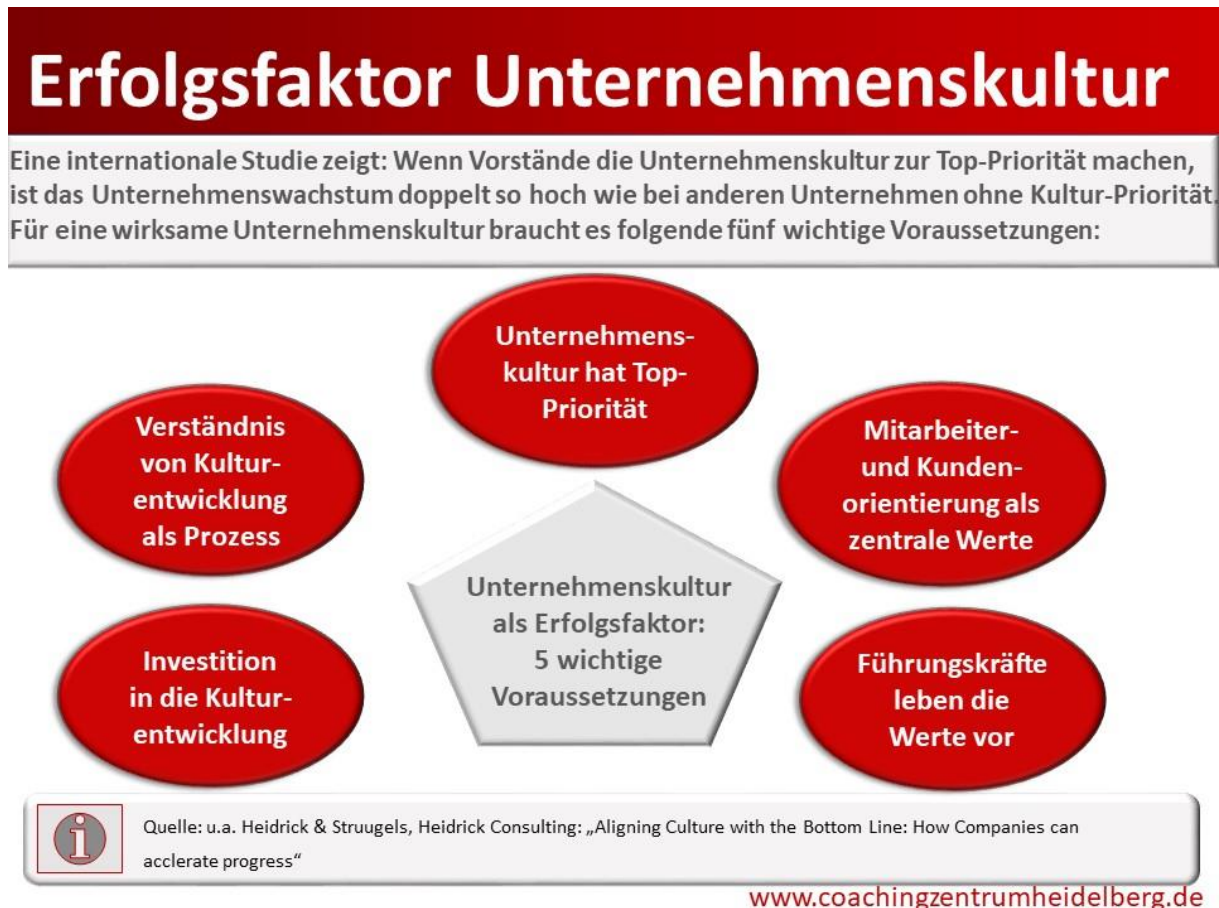 Erfolgsfaktor Unternehmenskultur
Eine internationale Studie zeigt: Wenn Vorstände die Unternehmenskultur zur Top-Priorität machen,
ist das Unternehmenswachstum doppelt so hoch wie bei anderen Unternehmen ohne Kultur-Priorität.
Für eine wirksame Unternehmenskultur braucht es folgende fünf wichtige Voraussetzungen:
Unternehmens-
kultur hat Top-
Priorität
Verständnis
von Kultur-
entwicklung
als Prozess
Mitarbeiter-
und Kunden-
orientierung als
zentrale Werte
Unternehmenskultur
als Erfolgsfaktor:
5 wichtige
Voraussetzungen
Investition
in die Kultur-
entwicklung
Führungskräfte
leben die
Werte vor
Quelle: u.a. Heidrick & Struugels, Heidrick Consulting: „Aligning Culture with the Bottom Line: How Companies can
acclerate progress“
www.coachingzentrumheidelberg.de